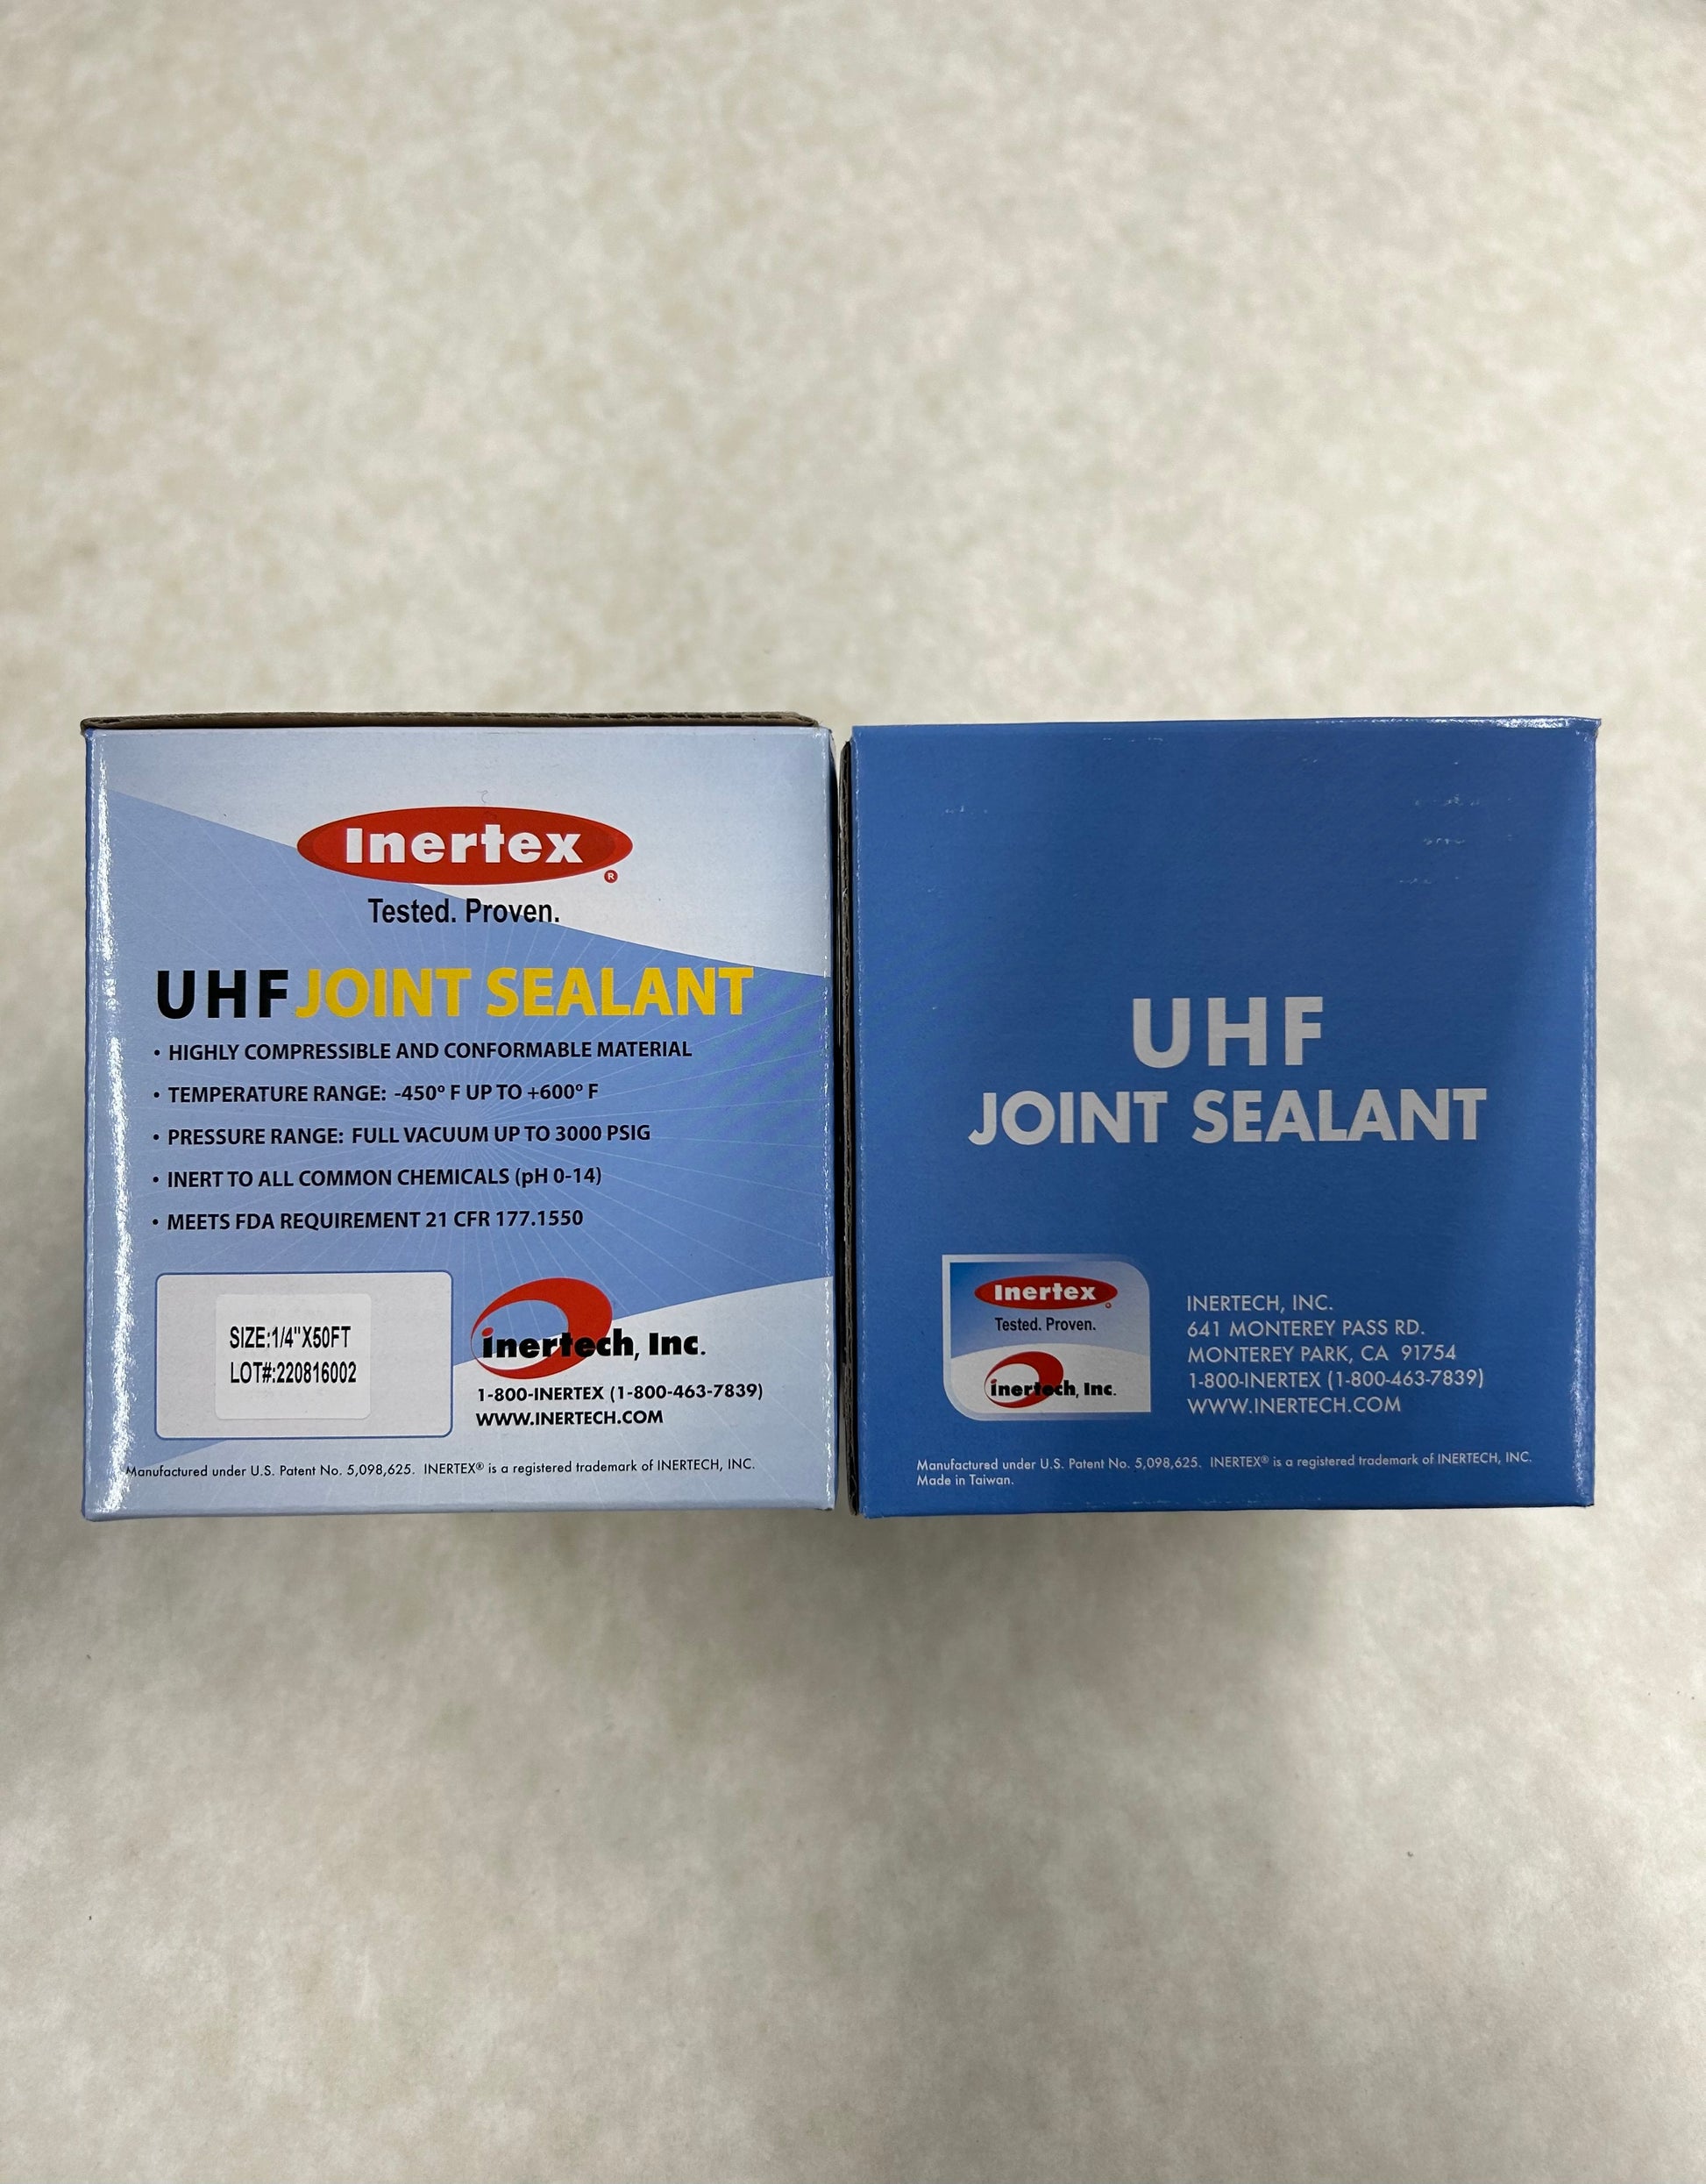 Inertex
®
Tested. Proven.
UHF JOINT SEALANT
• HIGHLY COMPRESSIBLE AND CONFORMABLE MATERIAL
• TEMPERATURE RANGE: -450º F UP TO +600º F
• PRESSURE RANGE: FULL VACUUM UP TO 3000 PSIG
• INERT TO ALL COMMON CHEMICALS (pH 0-14)
• MEETS FDA REQUIREMENT 21 CFR 177.1550
SIZE:1/4"X50FT
LOT#:220816002
inertech, Inc.
1-800-INERTEX (1-800-463-7839)
WWW.INERTECH.COM
Manufactured under U.S. Patent No. 5,098,625. INERTEX® is a registered trademark of INERTECH, INC.
UHF
JOINT SEALANT
Inertex
Tested. Proven.
inertech, Inc.
INERTECH, INC.
641 MONTEREY PASS RD.
MONTEREY PARK, CA 91754
1-800-INERTEX (1-800-463-7839)
WWW.INERTECH.COM
Manufactured under U.S. Patent No. 5,098,625. INERTEX® is a registered trademark of INERTECH, INC.
Made in Taiwan.